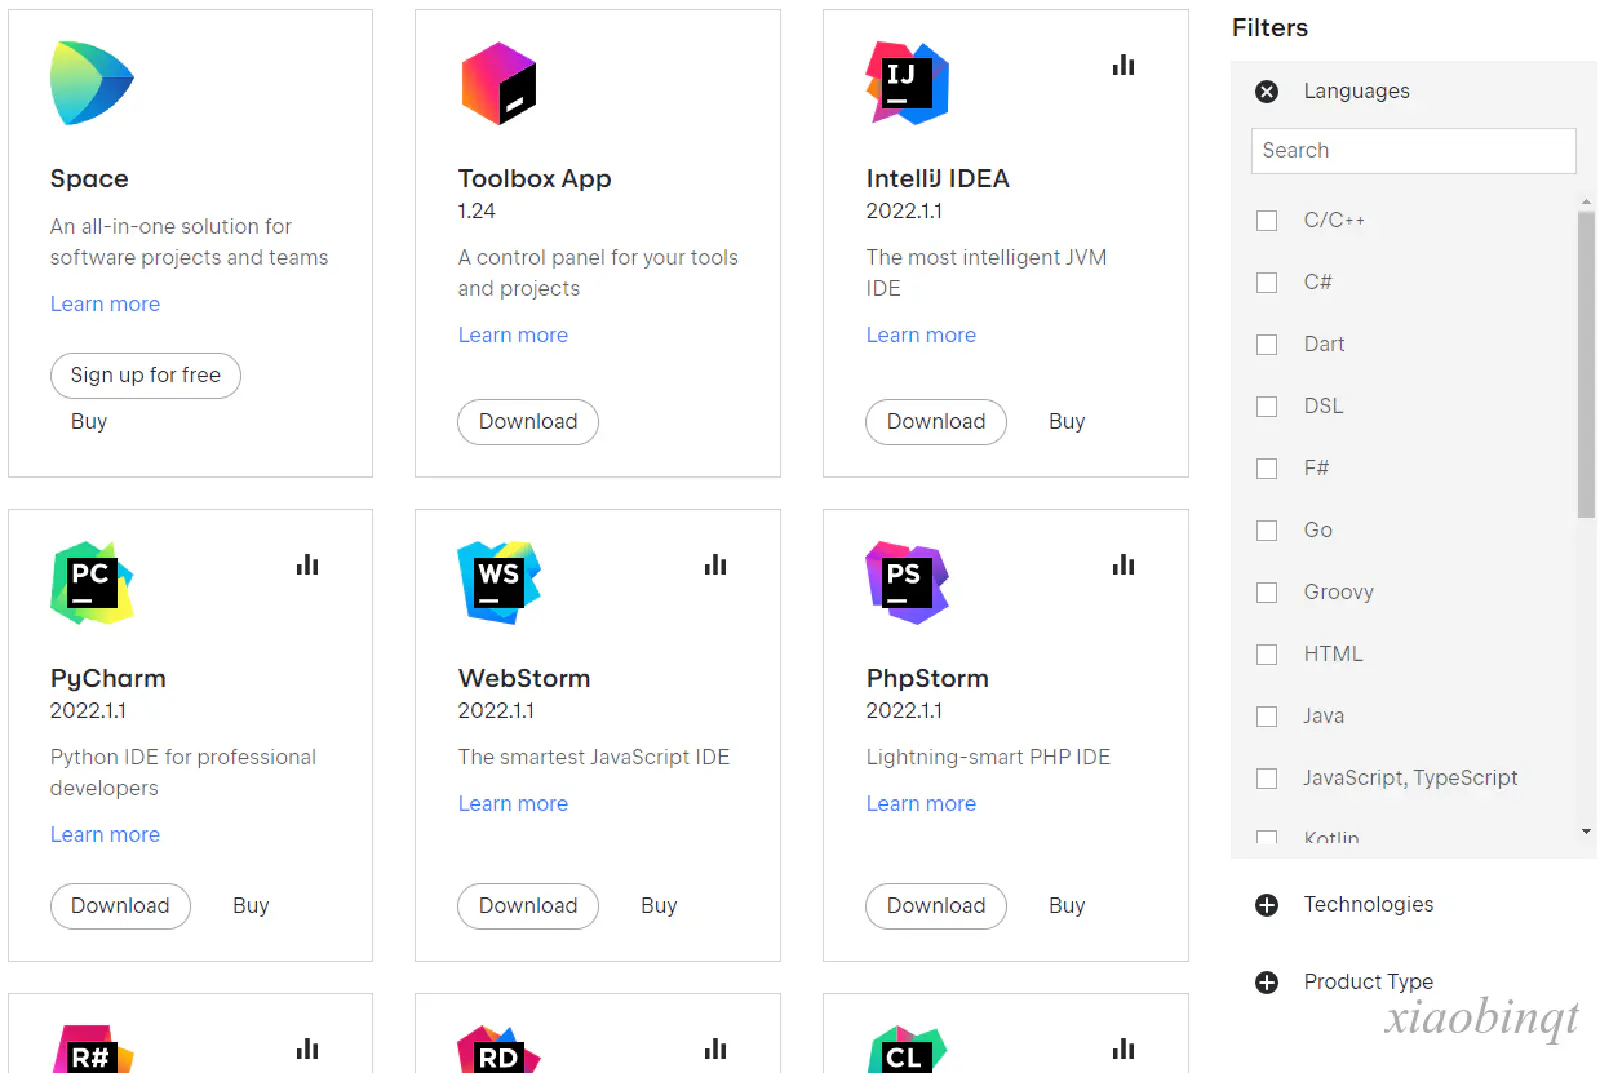 Space
An all-in-one solution for
software projects and teams
Learn more
Sign up for free
Buy
Toolbox App
1.24
A control panel for your tools
and projects
Learn more
Download
IJ
IntelliJ IDEA
2022.1.1
The most intelligent JVM
IDE
Learn more
Download
Buy
PC
PyCharm
2022.1.1
Python IDE for professional
developers
Learn more
Download
Buy
WS
WebStorm
2022.1.1
The smartest JavaScript IDE
Learn more
Download
Buy
PS
PhpStorm
2022.1.1
Lightning-smart PHP IDE
Learn more
Download
Buy
R#
RD
CL
Filters
Languages
Search
C/C++
C#
Dart
DSL
F#
Go
Groovy
HTML
Java
JavaScript, TypeScript
Kotlin
Technologies
Product Type
xiaobinqt